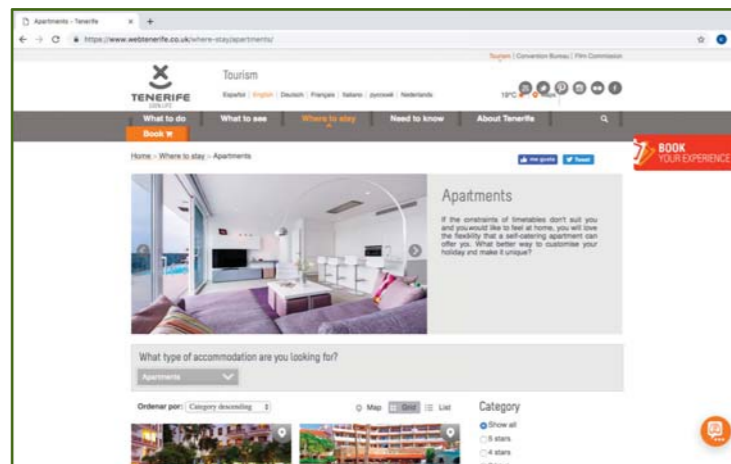 Apartments - Tenerife
https://www.webtenerife.co.uk/where-stay/apartments/
Tourism | Convention Bureau | Film Commission
TENERIFE
Tourism
Español | English | Deutsch | Français | Italiano | русский | Nederlands
19°C
Maps
What to do
What to see
Where to stay
Need to know
About Tenerife
Book
BOOK
YOUR EXPERIENCE
Home > Where to stay > Apartments
me gusta
Tweet
Apartments
If the constraints of timetables don't suit you
and you would like to feel at home, you will love
the flexibility that a self-catering apartment can
offer you. What better way to customise your
holiday and make it unique?
What type of accommodation are you looking for?
Apartments
Ordenar por: Category descending
Map
Grid
List
Category
Show all
5 stars
4 stars